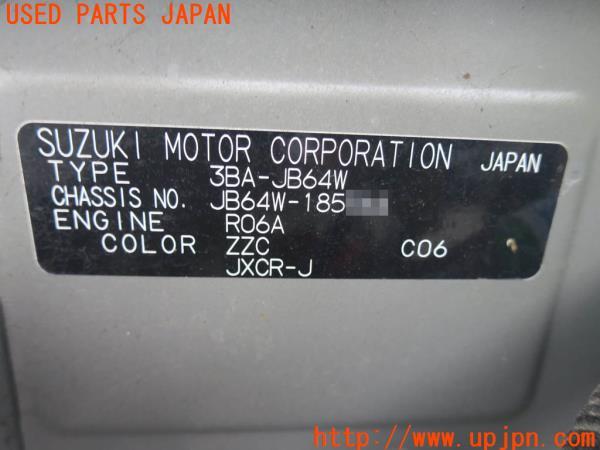 USED PARTS JAPAN
SUZUKI MOTOR CORPORATION JAPAN
TYPE 3BA-JB64W
CHASSIS NO. JB64W-185
ENGINE R06A
COLOR ZZC C06
JXCR-J
http://www.upjpn.com/